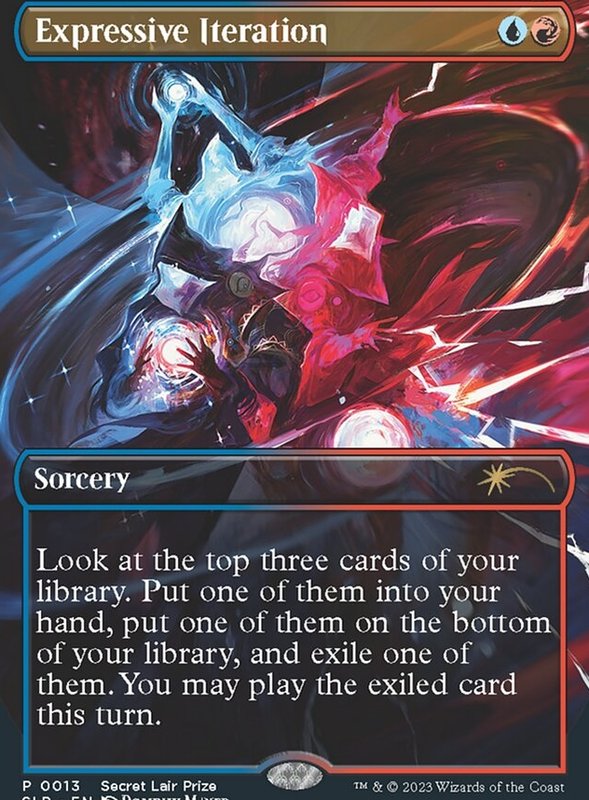 Expressive Iteration
Sorcery
Look at the top three cards of your
library. Put one of them into your
hand, put one of them on the bottom
of your library, and exile one of
them. You may play the exiled card
this turn.
P 0013 Secret Lair Prize
™ & © 2023 Wizards of the Coast
EN